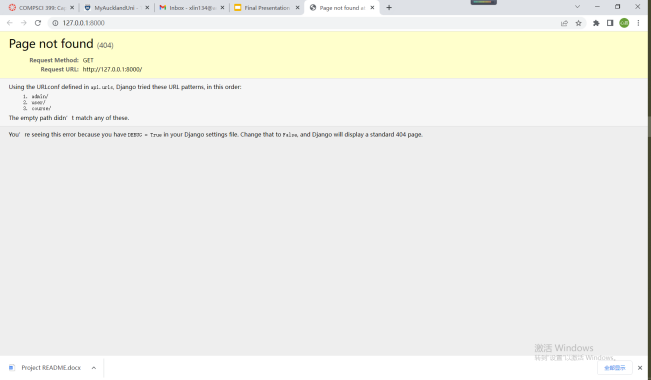 COMPSCI 399: Cap
MyAucklandUni -
Inbox - xlin134@a
Final Presentation
Page not found at
127.0.0.1:8000
Page not found (404)
Request Method: GET
Request URL: http://127.0.0.1:8000/
Using the URLconf defined in api.urls, Django tried these URL patterns, in this order:
1. admin/
2. user/
3. course/
The empty path didn't match any of these.
You're seeing this error because you have DEBUG = True in your Django settings file. Change that to False, and Django will display a standard 404 page.
激活 Windows
转到"设置"以激活 Windows。
Project README.docx
全部显示